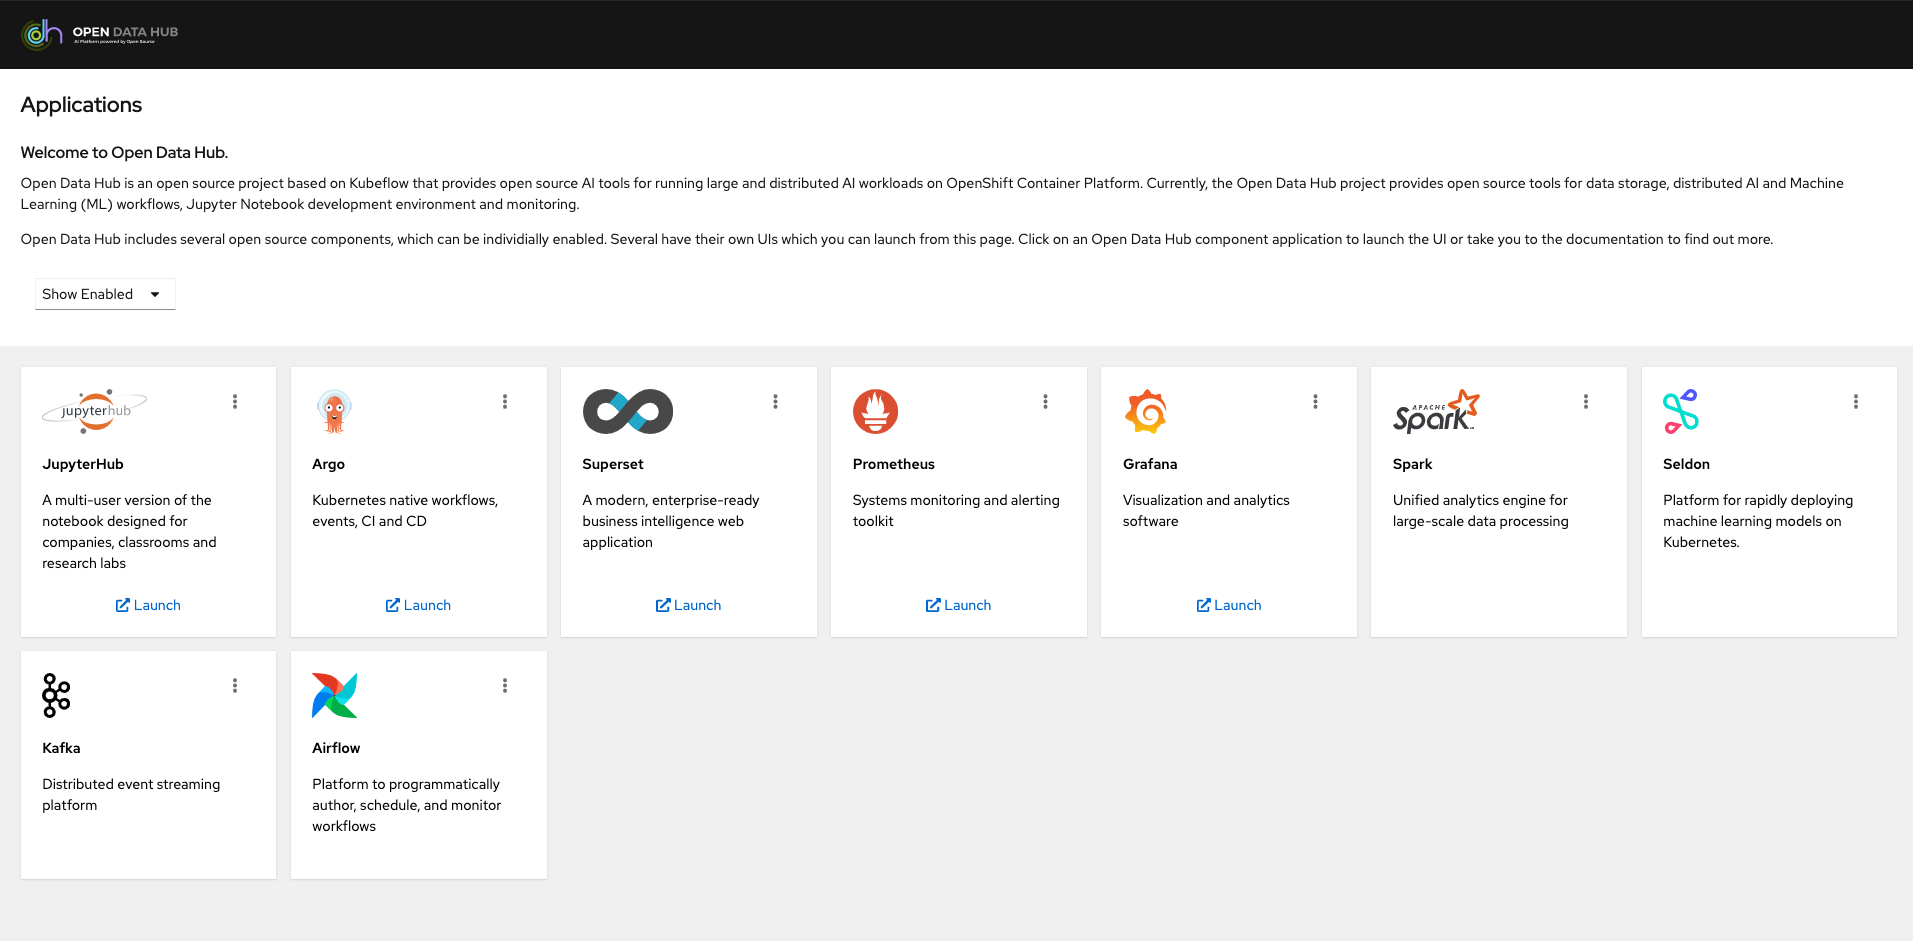 OPEN DATA HUB
AI Platform powered by Open Source
Applications
Welcome to Open Data Hub.
Open Data Hub is an open source project based on Kubeflow that provides open source AI tools for running large and distributed AI workloads on OpenShift Container Platform. Currently, the Open Data Hub project provides open source tools for data storage, distributed AI and Machine
Learning (ML) workflows, Jupyter Notebook development environment and monitoring.
Open Data Hub includes several open source components, which can be individially enabled. Several have their own UIs which you can launch from this page. Click on an Open Data Hub component application to launch the UI or take you to the documentation to find out more.
Show Enabled
jupyterhub
JupyterHub
A multi-user version of the
notebook designed for
companies, classrooms and
research labs
Launch
Argo
Kubernetes native workflows,
events, CI and CD
Launch
Superset
A modern, enterprise-ready
business intelligence web
application
Launch
Prometheus
Systems monitoring and alerting
toolkit
Launch
Grafana
Visualization and analytics
software
Launch
APACHE
Spark™
Spark
Unified analytics engine for
large-scale data processing
Seldon
Platform for rapidly deploying
machine learning models on
Kubernetes.
Kafka
Distributed event streaming
platform
Airflow
Platform to programmatically
author, schedule, and monitor
workflows